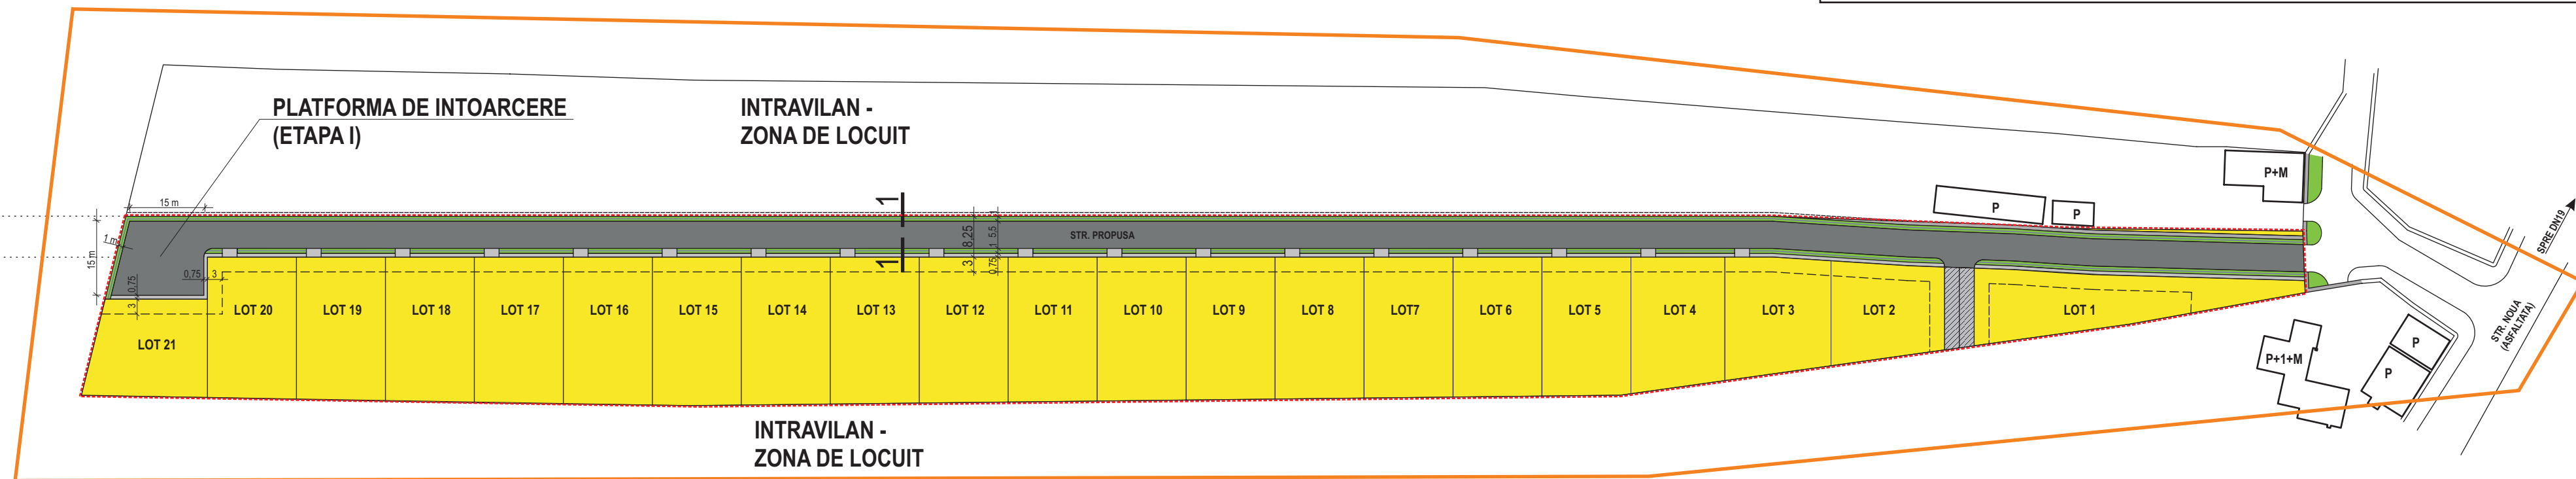 PLATFORMA DE INTOARCERE
(ETAPA I)
INTRAVILAN -
ZONA DE LOCUIT
P+M
P
P
15 m
1 m
15 m
0,75
3
0,75
3
1
1
1
5,5
8,25
1
0,75
3
STR. PROPUSA
SPRE DN19
STR. NOUA
(ASFALTATA)
LOT 21
LOT 20
LOT 19
LOT 18
LOT 17
LOT 16
LOT 15
LOT 14
LOT 13
LOT 12
LOT 11
LOT 10
LOT 9
LOT 8
LOT7
LOT 6
LOT 5
LOT 4
LOT 3
LOT 2
LOT 1
P+1+M
P
P
INTRAVILAN -
ZONA DE LOCUIT